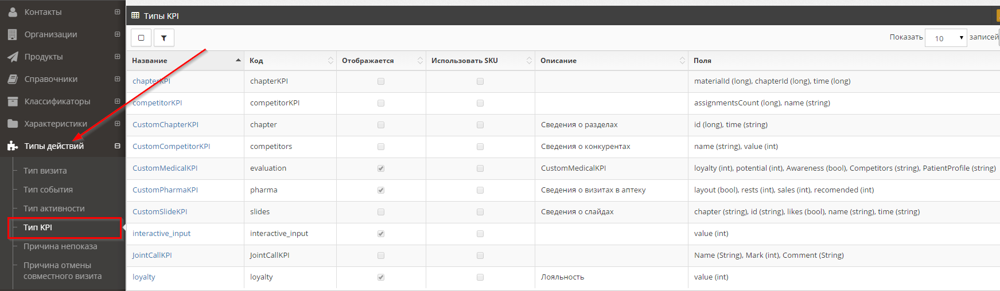 Контакты
Организации
Продукты
Справочники
Классификаторы
Характеристики
Типы действий
Тип визита
Тип события
Тип активности
Тип KPI
Причина непоказа
Причина отмены
совместного визита
Типы KPI
Показать 10 записей
Название Код Отображается Использовать SKU Описание Поля
chapterKPI chapterKPI materialId (long), chapterId (long), time (long)
competitorKPI competitorKPI assignmentsCount (long), name (string)
CustomChapterKPI chapter Сведения о разделах id (long), time (string)
CustomCompetitorKPI competitors Сведения о конкурентах name (string), value (int)
CustomMedicalKPI evaluation CustomMedicalKPI loyalty (int), potential (int), Awareness (bool), Competitors (string), PatientProfile (string)
CustomPharmaKPI pharma Сведения о визитах в аптеку layout (bool), rests (int), sales (int), recomended (int)
CustomSlideKPI slides Сведения о слайдах chapter (string), id (string), likes (bool), name (string), time (string)
interactive_input interactive_input value (int)
JointCallKPI JointCallKPI Name (String), Mark (int), Comment (String)
loyalty loyalty Лояльность value (int)